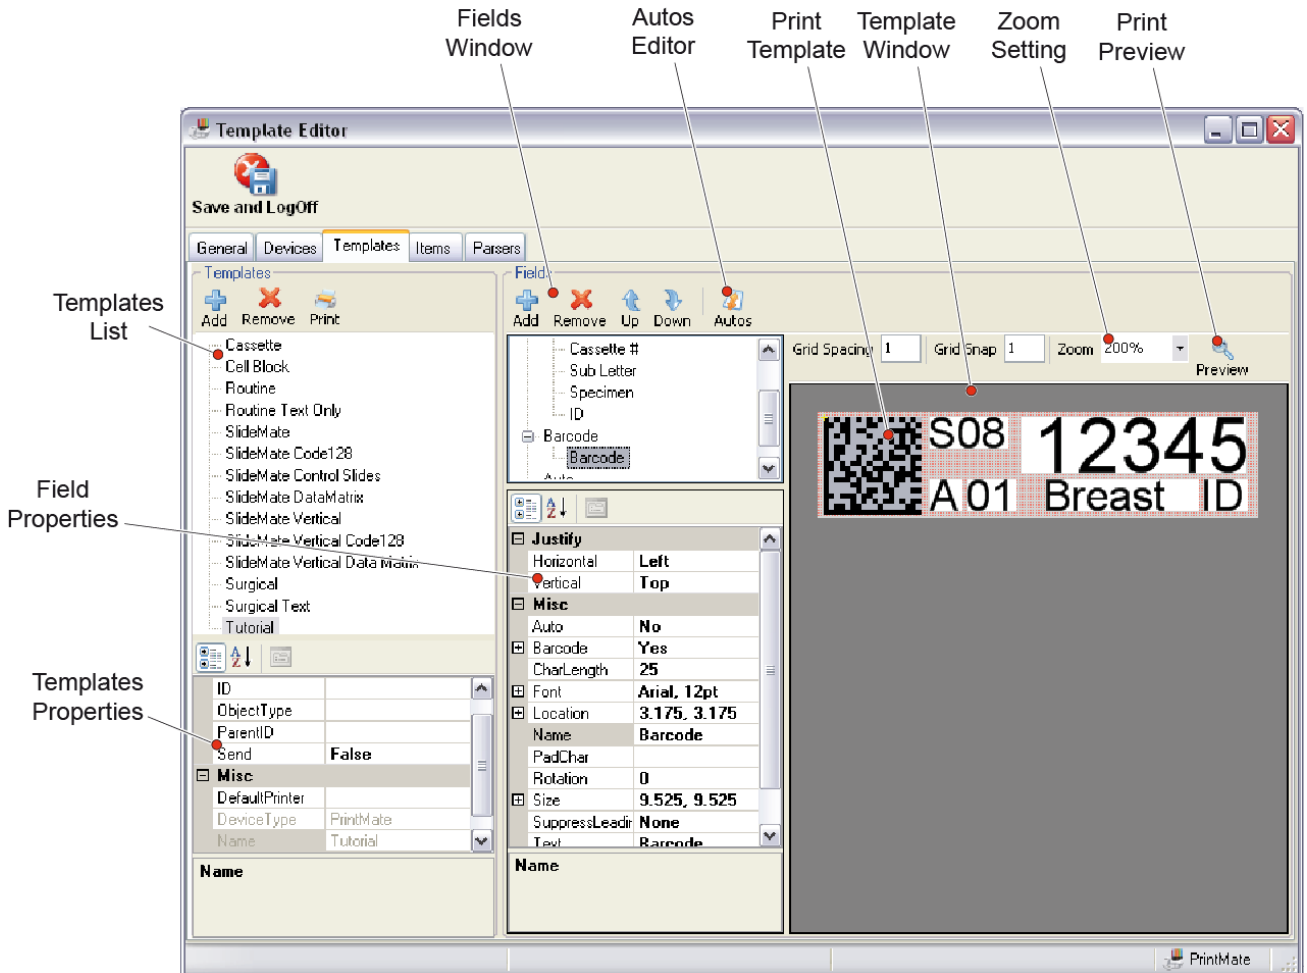 Fields
Window
Autos
Editor
Print
Template
Template
Window
Zoom
Setting
Print
Preview
Template Editor
Save and LogOff
General Devices Templates Items Parsers
Templates
Add Remove Print
Templates
List
Cassette
Cell Block
Routine
Routine Text Only
SlideMate
SlideMate Code128
SlideMate Control Slides
SlideMate DataMatrix
SlideMate Vertical
SlideMate Vertical Code128
SlideMate Vertical Data Matrix
Surgical
Surgical Text
Tutorial
Field
Properties
Templates
Properties
ID
ObjectType
ParentID
Send False
Misc
DefaultPrinter
DeviceType PrintMate
Name Tutorial
Name
Fields
Add Remove Up Down Autos
Cassette #
Sub Letter
Specimen
ID
Barcode
Barcode
Auto
Justify
Horizontal Left
Vertical Top
Misc
Auto No
Barcode Yes
CharLength 25
Font Arial, 12pt
Location 3.175, 3.175
Name Barcode
PadChar
Rotation 0
Size 9.525, 9.525
SuppressLeadir None
Text Barcode
Name
Grid Spacing 1 Grid Snap 1 Zoom 200%
Preview
S08 12345
A 01 Breast ID
PrintMate